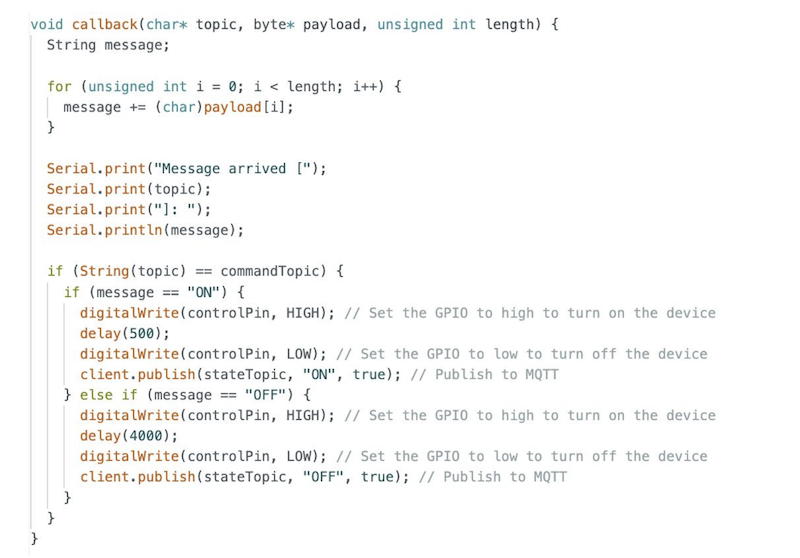 void callback(char* topic, byte* payload, unsigned int length) {
  String message;

  for (unsigned int i = 0; i < length; i++) {
    message += (char)payload[i];
  }

  Serial.print("Message arrived [");
  Serial.print(topic);
  Serial.print("]: ");
  Serial.println(message);

  if (String(topic) == commandTopic) {
    if (message == "ON") {
      digitalWrite(controlPin, HIGH); // Set the GPIO to high to turn on the device
      delay(500);
      digitalWrite(controlPin, LOW); // Set the GPIO to low to turn off the device
      client.publish(stateTopic, "ON", true); // Publish to MQTT
    } else if (message == "OFF") {
      digitalWrite(controlPin, HIGH); // Set the GPIO to high to turn on the device
      delay(4000);
      digitalWrite(controlPin, LOW); // Set the GPIO to low to turn off the device
      client.publish(stateTopic, "OFF", true); // Publish to MQTT
    }
  }
}